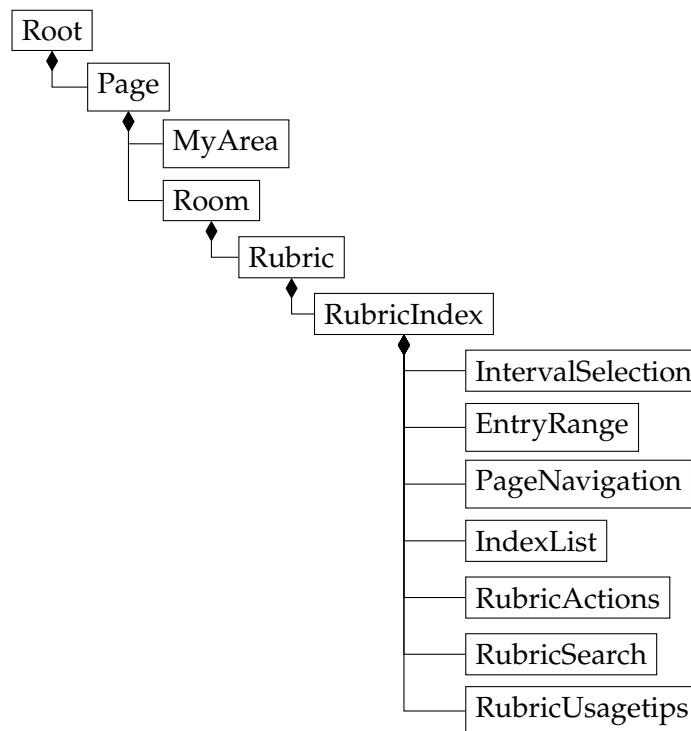 Root
Page
MyArea
Room
Rubric
RubricIndex
IntervalSelection
EntryRange
PageNavigation
IndexList
RubricActions
RubricSearch
RubricUsagetips